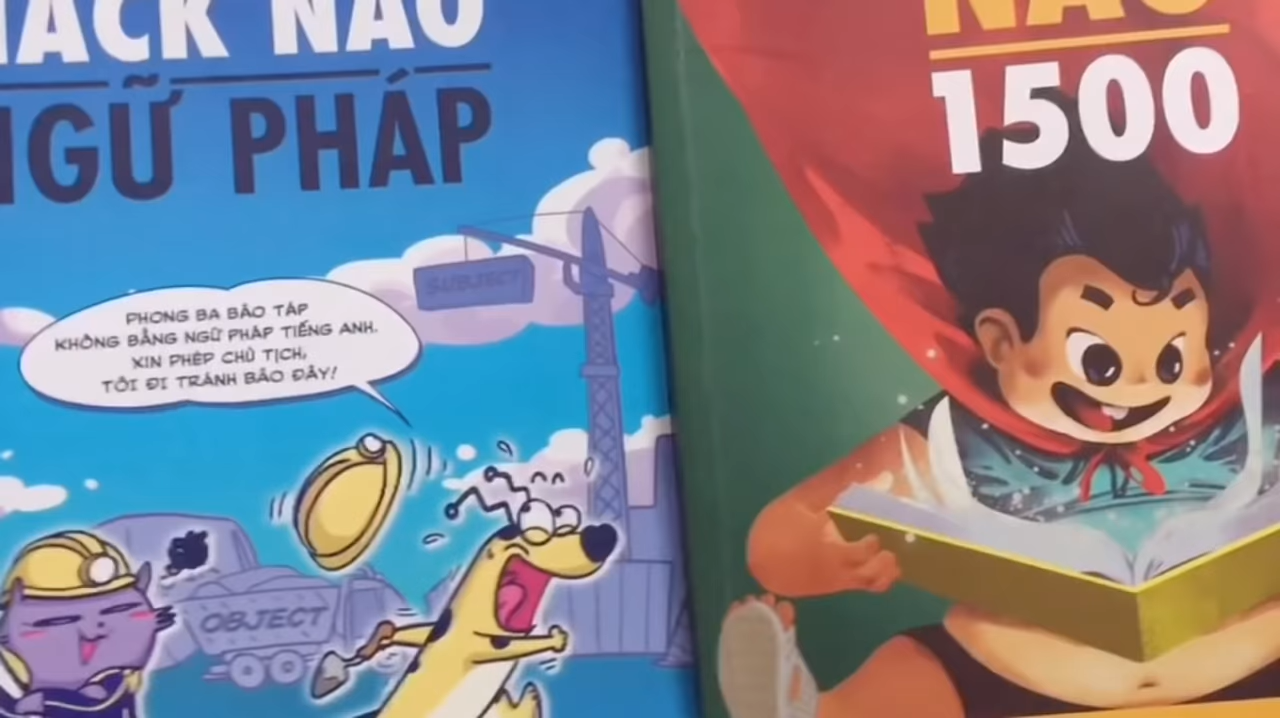 HACK NÃO
NGỮ PHÁP
SUBJECT
PHONG BA BÃO TÁP
KHÔNG BẰNG NGỮ PHÁP TIẾNG ANH.
XIN PHÉP CHỦ TỊCH,
TÔI ĐI TRÁNH BÃO ĐÂY!
OBJECT
NÃO
1500